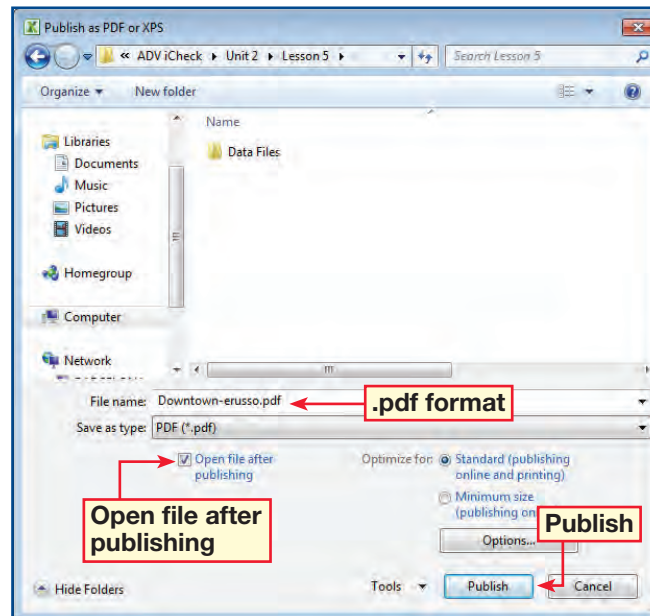 Publish as PDF or XPS
« ADV iCheck Unit 2 Lesson 5
Search Lesson 5
Organize New folder
Name
Libraries
Documents
Music
Pictures
Videos
Homegroup
Computer
Network
Data Files
File name: Downtown-erusso.pdf
.pdf format
Save as type: PDF (*.pdf)
Open file after
publishing
Optimize for: Standard (publishing
online and printing)
Minimum size
(publishing on
Open file after
publishing
Publish
Options...
Hide Folders
Tools Publish Cancel